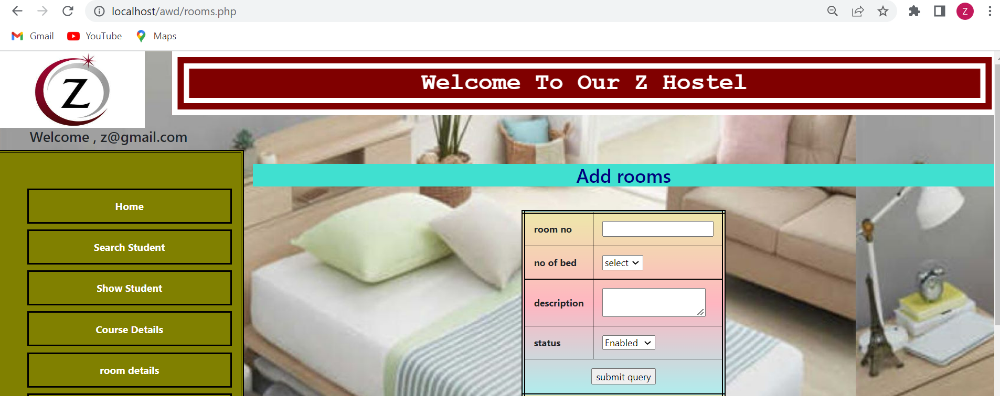 localhost/awd/rooms.php
Z
Gmail YouTube Maps
Z
Welcome To Our Z Hostel
Welcome , z@gmail.com
Add rooms
Home
Search Student
Show Student
Course Details
room details
room no
no of bed select
description
status Enabled
submit query